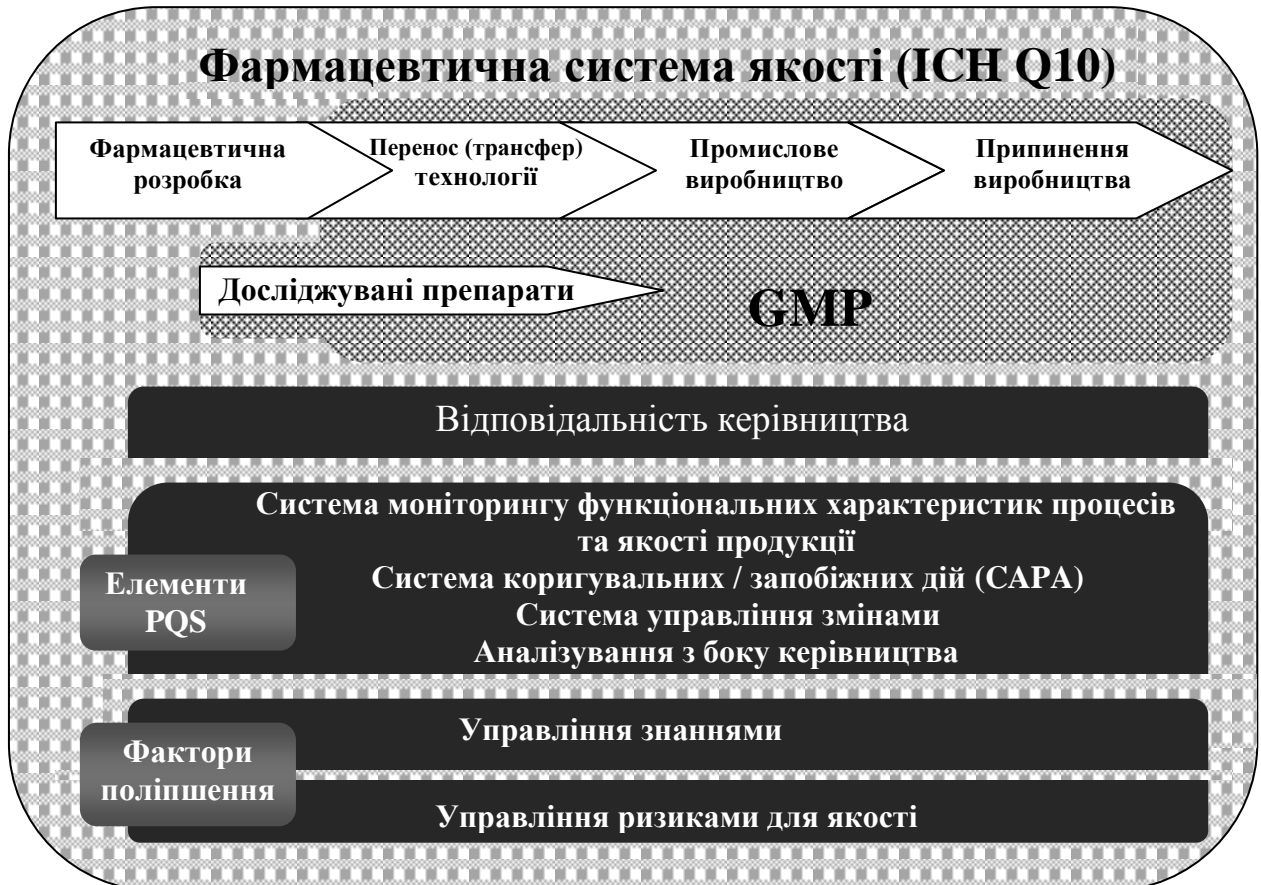 Фармацевтична система якості (ICH Q10)
Фармацевтична
розробка
Перенос (трансфер)
технології
Промислове
виробництво
Припинення
виробництва
Досліджувані препарати
GMP
Відповідальність керівництва
Система моніторингу функціональних характеристик процесів
та якості продукції
Система коригувальних / запобіжних дій (САРА)
Система управління змінами
Аналізування з боку керівництва
Елементи
PQS
Управління знаннями
Фактори
поліпшення
Управління ризиками для якості